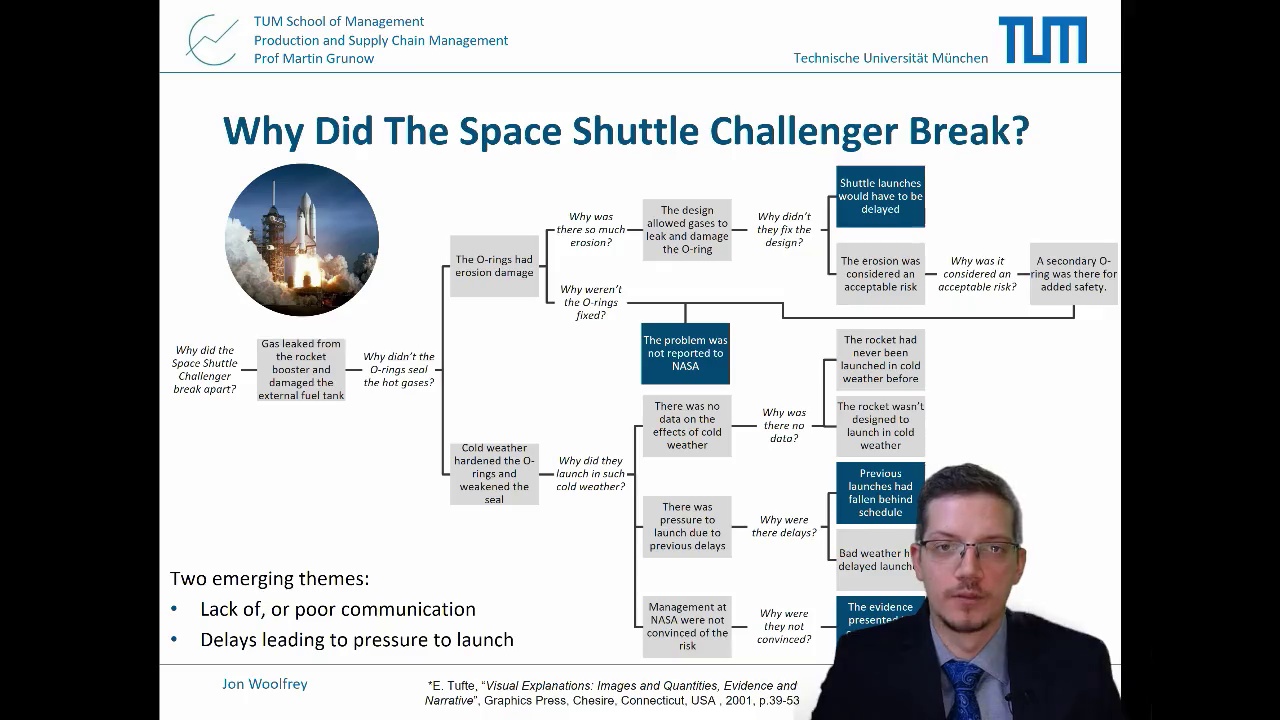 TUM School of Management
Production and Supply Chain Management
Prof Martin Grunow
Technische Universität München
TUM
Why Did The Space Shuttle Challenger Break?
Why did the
Space Shuttle
Challenger
break apart?
Gas leaked from
the rocket
booster and
damaged the
external fuel tank
Why didn't the
O-rings seal
the hot gases?
The O-rings had
erosion damage
Why was
there so much
erosion?
The design
allowed gases to
leak and damage
the O-ring
Why didn't
they fix the
design?
Shuttle launches
would have to be
delayed
The erosion was
considered an
acceptable risk
Why was it
considered an
acceptable risk?
A secondary O-
ring was there for
added safety.
Why weren't
the O-rings
fixed?
The problem was
not reported to
NASA
Cold weather
hardened the O-
rings and
weakened the
seal
Why did they
launch in such
cold weather?
There was no
data on the
effects of cold
weather
Why was
there no
data?
The rocket had
never been
launched in cold
weather before
The rocket wasn't
designed to
launch in cold
weather
There was
pressure to
launch due to
previous delays
Why were
there delays?
Previous
launches had
fallen behind
schedule
Bad weather
delayed
Management at
NASA were not
convinced of the
risk
Why were
they not
convinced?
The evidence
presented
Two emerging themes:
• Lack of, or poor communication
• Delays leading to pressure to launch
Jon Woolfrey
*E. Tufte, "Visual Explanations: Images and Quantities, Evidence and
Narrative", Graphics Press, Chesire, Connecticut, USA , 2001, p.39-53